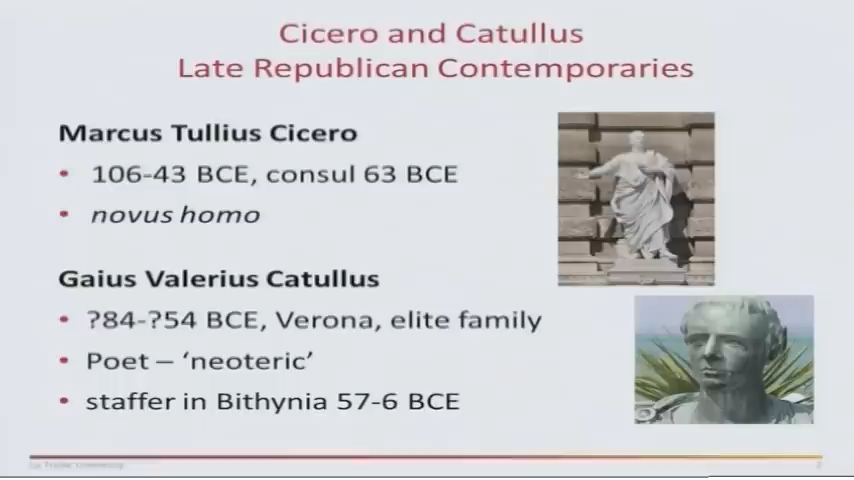 Cicero and Catullus
Late Republican Contemporaries
Marcus Tullius Cicero
• 106-43 BCE, consul 63 BCE
• novus homo
Gaius Valerius Catullus
• ?84-?54 BCE, Verona, elite family
• Poet – ‘neoteric’
• staffer in Bithynia 57-6 BCE